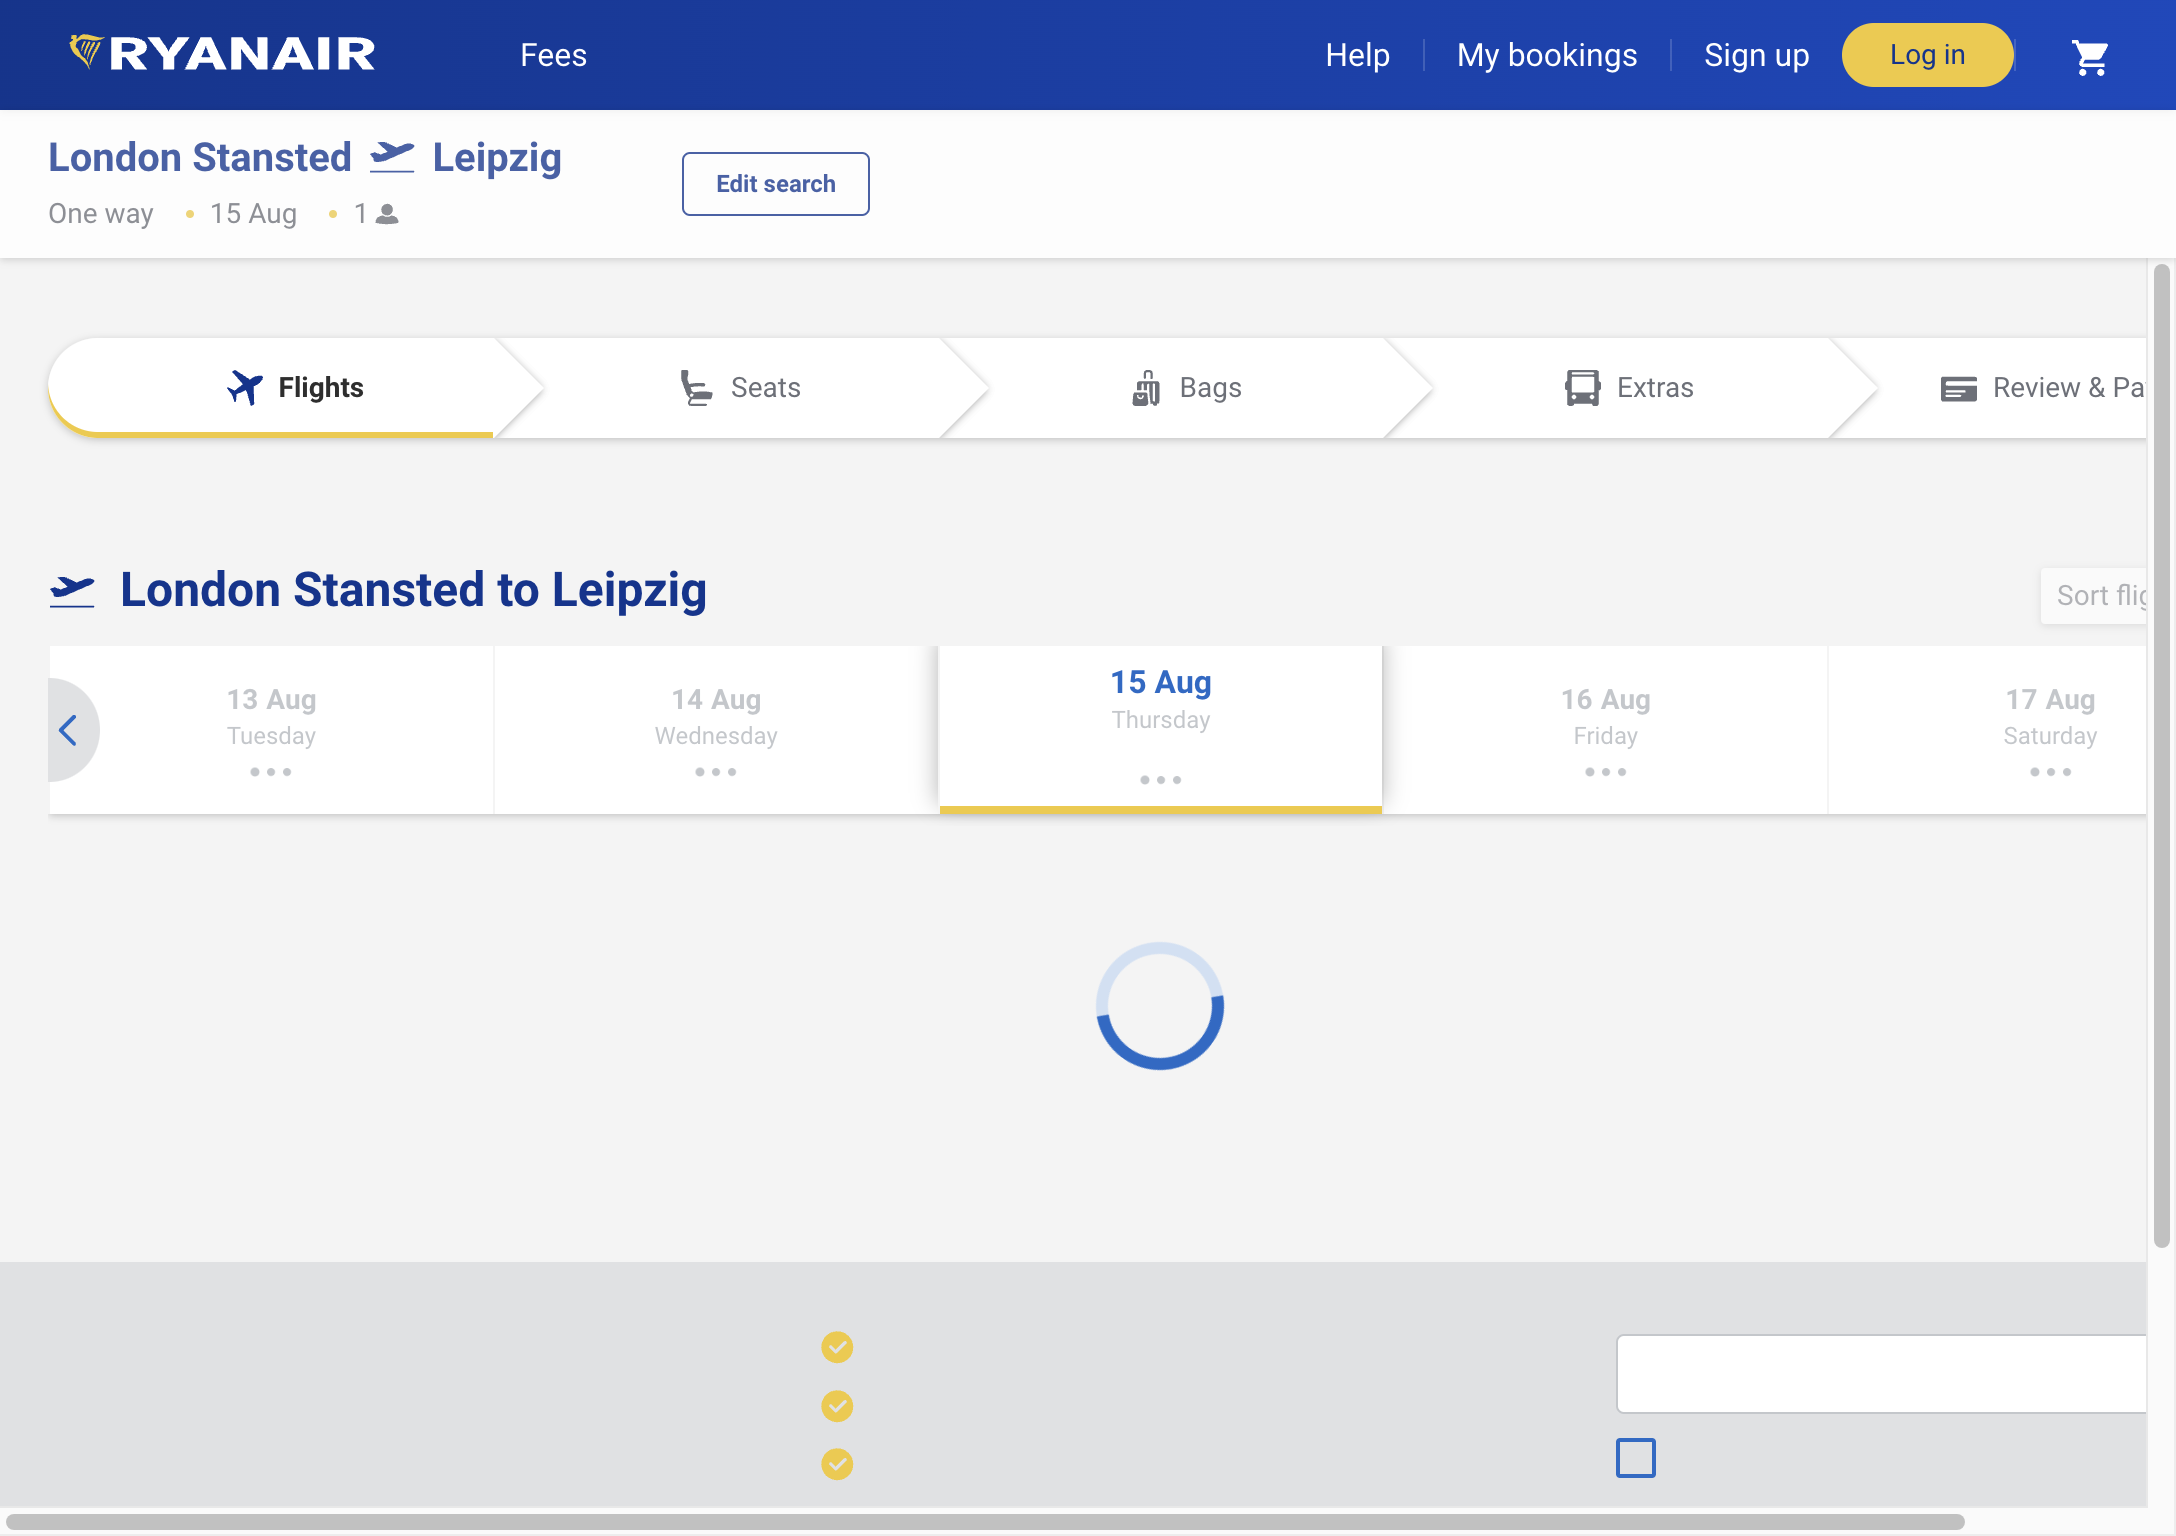 RYANAIR
Fees
Help
My bookings
Sign up
Log in
London Stansted Leipzig
One way • 15 Aug • 1
Edit search
Flights
Seats
Bags
Extras
Review & Pa
London Stansted to Leipzig
Sort flig
13 Aug
Tuesday
14 Aug
Wednesday
15 Aug
Thursday
16 Aug
Friday
17 Aug
Saturday